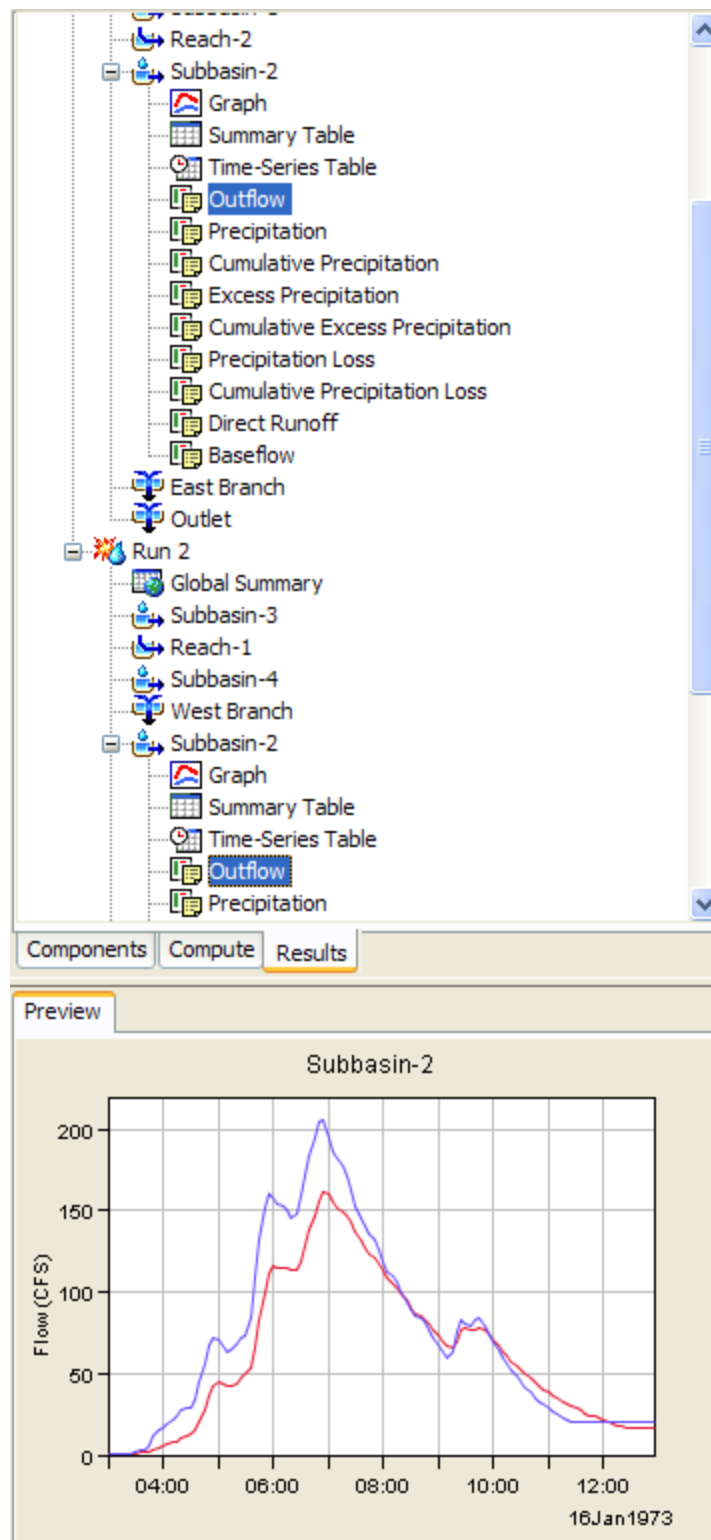 Reach-2
Subbasin-2
Graph
Summary Table
Time-Series Table
Outflow
Precipitation
Cumulative Precipitation
Excess Precipitation
Cumulative Excess Precipitation
Precipitation Loss
Cumulative Precipitation Loss
Direct Runoff
Baseflow
East Branch
Outlet
Run 2
Global Summary
Subbasin-3
Reach-1
Subbasin-4
West Branch
Subbasin-2
Graph
Summary Table
Time-Series Table
Outflow
Precipitation
Components Compute Results
Preview
Subbasin-2
200
150
100
50
0
Flow (CFS)
04:00 06:00 08:00 10:00 12:00
16Jan1973